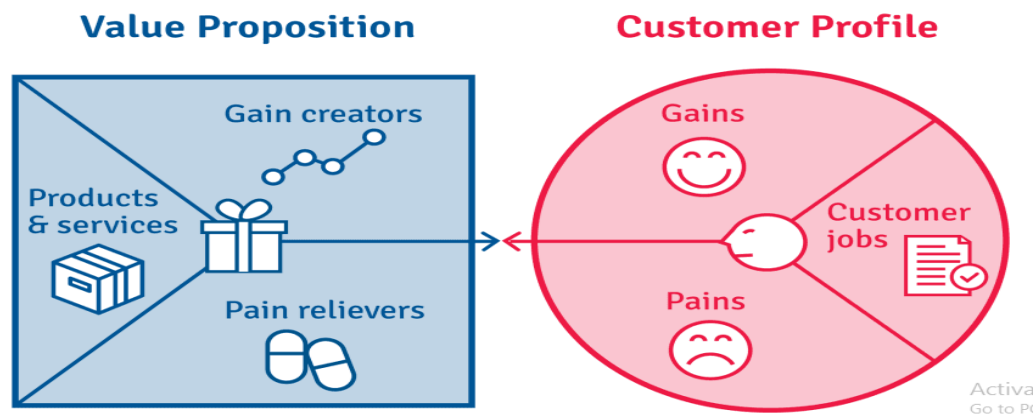 Value Proposition
Customer Profile
Gain creators
Products
& services
Pain relievers
Gains
Customer
jobs
Pains
Activa
Go to